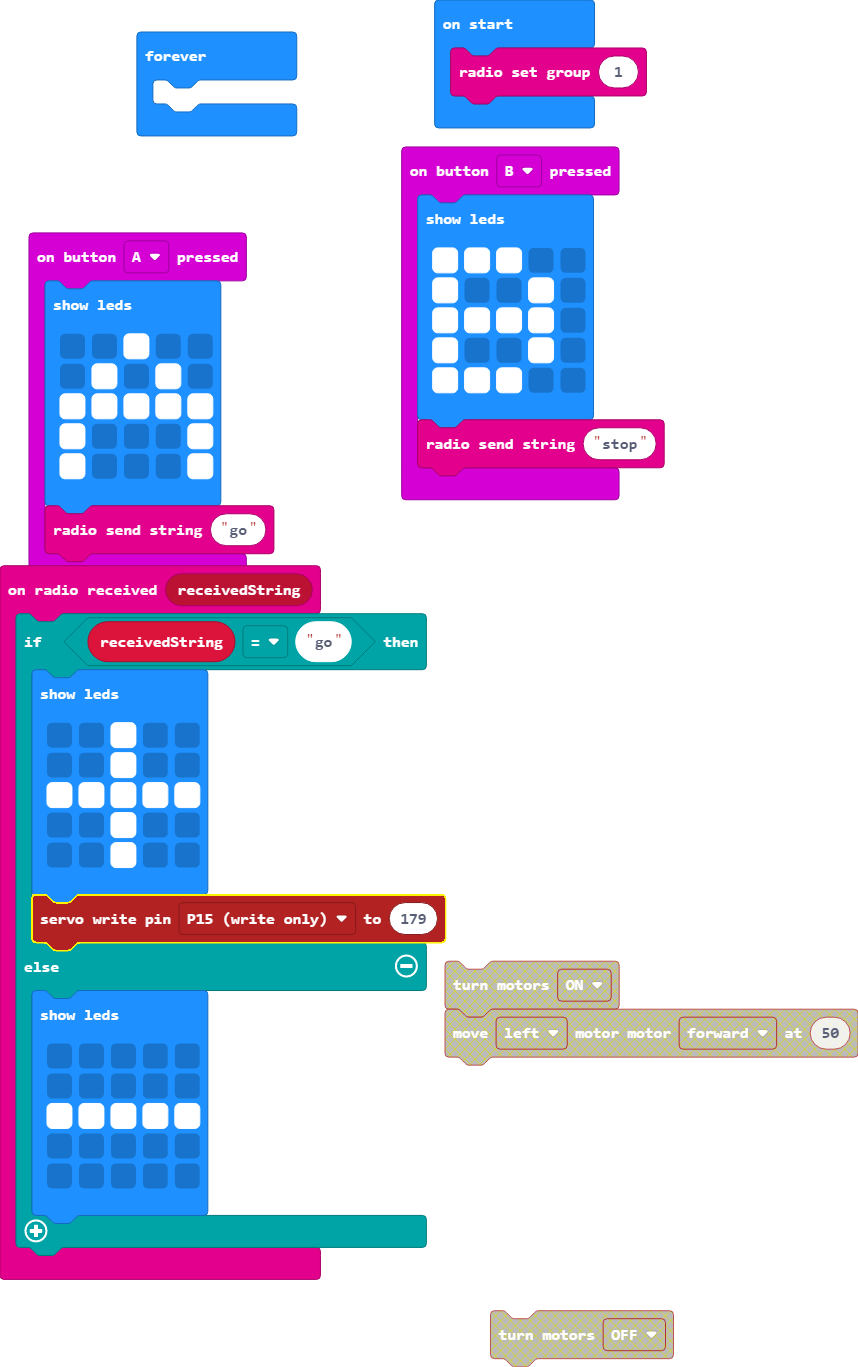 forever
on start
radio set group 1
on button A pressed
show leds
radio send string "go"
on button B pressed
show leds
radio send string "stop"
on radio received receivedString
if receivedString = "go" then
show leds
servo write pin P15 (write only) to 179
else
show leds
turn motors ON
move left motor motor forward at 50
turn motors OFF